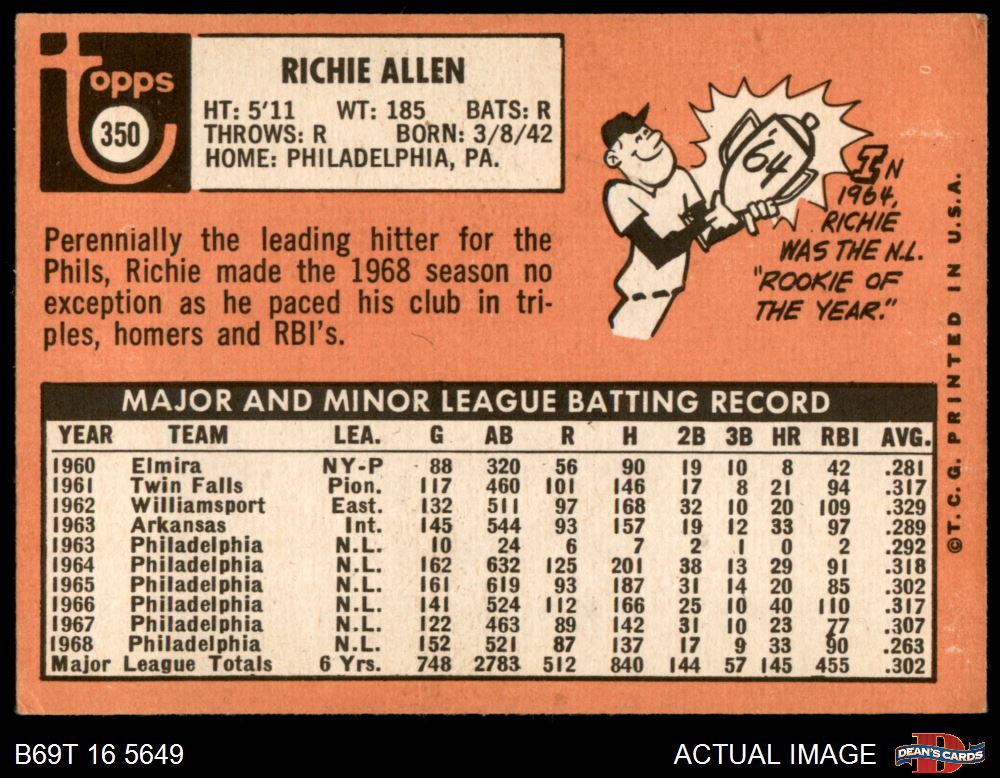 Topps
350
RICHIE ALLEN
HT: 5'11 WT: 185 BATS: R
THROWS: R BORN: 3/8/42
HOME: PHILADELPHIA, PA.
'64
IN
1964,
RICHIE
WAS THE N.L.
"ROOKIE OF
THE YEAR."
Perennially the leading hitter for the
Phils, Richie made the 1968 season no
exception as he paced his club in tri-
ples, homers and RBI's.
MAJOR AND MINOR LEAGUE BATTING RECORD
YEAR TEAM LEA. G AB R H 2B 3B HR RBI AVG.
1960 Elmira NY-P 88 320 56 90 19 10 8 42 .281
1961 Twin Falls Pion. 117 460 101 146 17 8 21 94 .317
1962 Williamsport East. 132 511 97 168 32 10 20 109 .329
1963 Arkansas Int. 145 544 93 157 19 12 33 97 .289
1963 Philadelphia N.L. 10 24 6 7 2 1 0 2 .292
1964 Philadelphia N.L. 162 632 125 201 38 13 29 91 .318
1965 Philadelphia N.L. 161 619 93 187 31 14 20 85 .302
1966 Philadelphia N.L. 141 524 112 166 25 10 40 110 .317
1967 Philadelphia N.L. 122 463 89 142 31 10 23 77 .307
1968 Philadelphia N.L. 152 521 87 137 17 9 33 90 .263
Major League Totals 6 Yrs. 748 2783 512 840 144 57 145 455 .302
©T.C.G. PRINTED IN U.S.A.
B69T 16 5649
ACTUAL IMAGE
DEAN'S CARDS